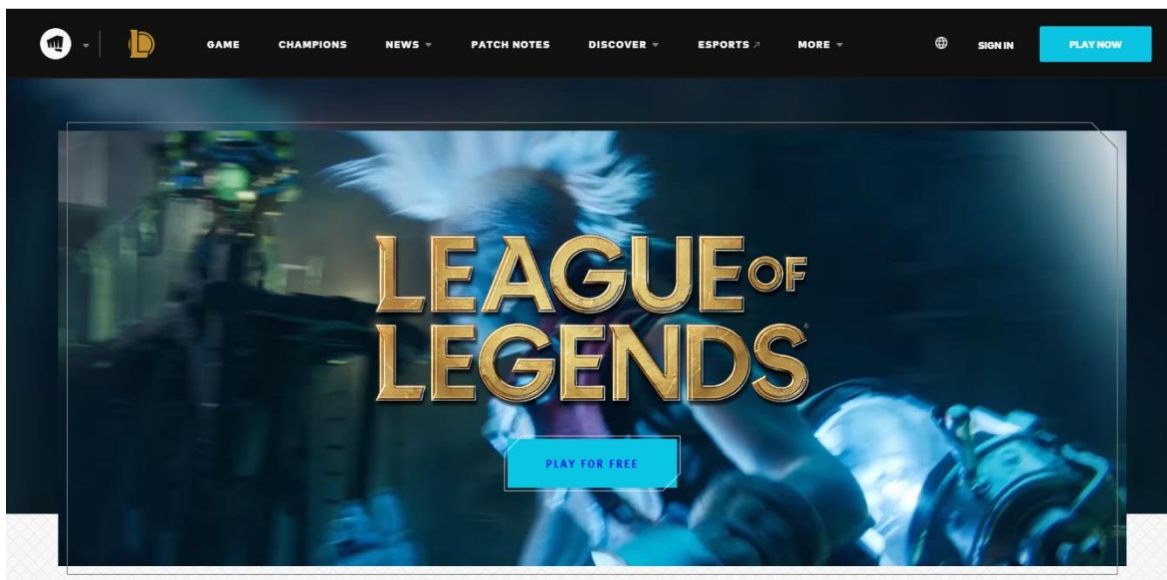 GAME CHAMPIONS NEWS PATCH NOTES DISCOVER ESPORTS MORE SIGN IN PLAY NOW
LEAGUE OF
LEGENDS
PLAY FOR FREE